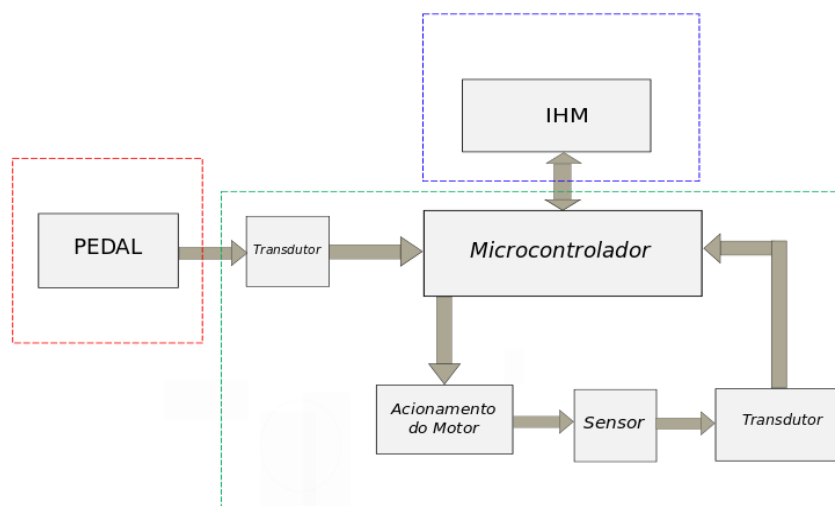 IHM
PEDAL
Transdutor
Microcontrolador
Acionamento
do Motor
Sensor
Transdutor